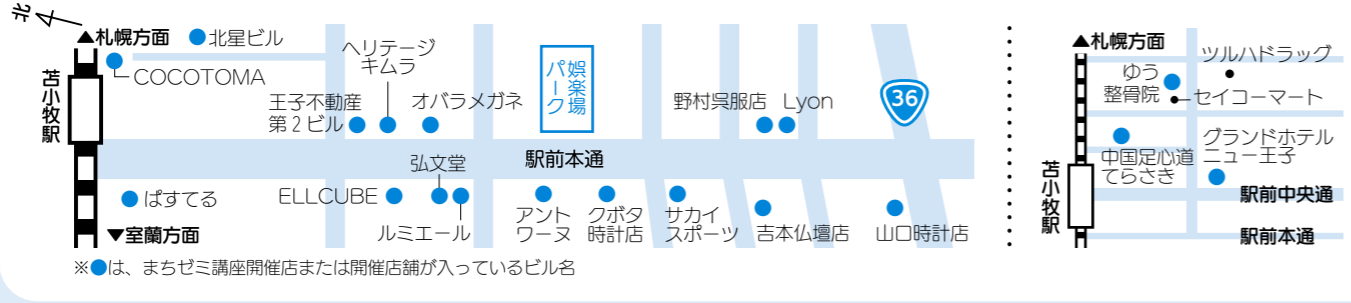 北
▲札幌方面
●北星ビル
COCOTOMA
苫小牧駅
ヘリテージ
キムラ
王子不動産
第2ビル
オバラメガネ
娯楽場
パーク
野村呉服店
Lyon
36
駅前本通
弘文堂
ぱすてる
ELLCUBE
ルミエール
アント
ワーヌ
クボタ
時計店
サカイ
スポーツ
吉本仏壇店
山口時計店
▼室蘭方面
※●は、まちゼミ講座開催店または開催店舗が入っているビル名
▲札幌方面
ツルハドラッグ
ゆう
整骨院
セイコーマート
グランドホテル
ニュー王子
中国足心道
てらさき
苫小牧駅
駅前中央通
駅前本通